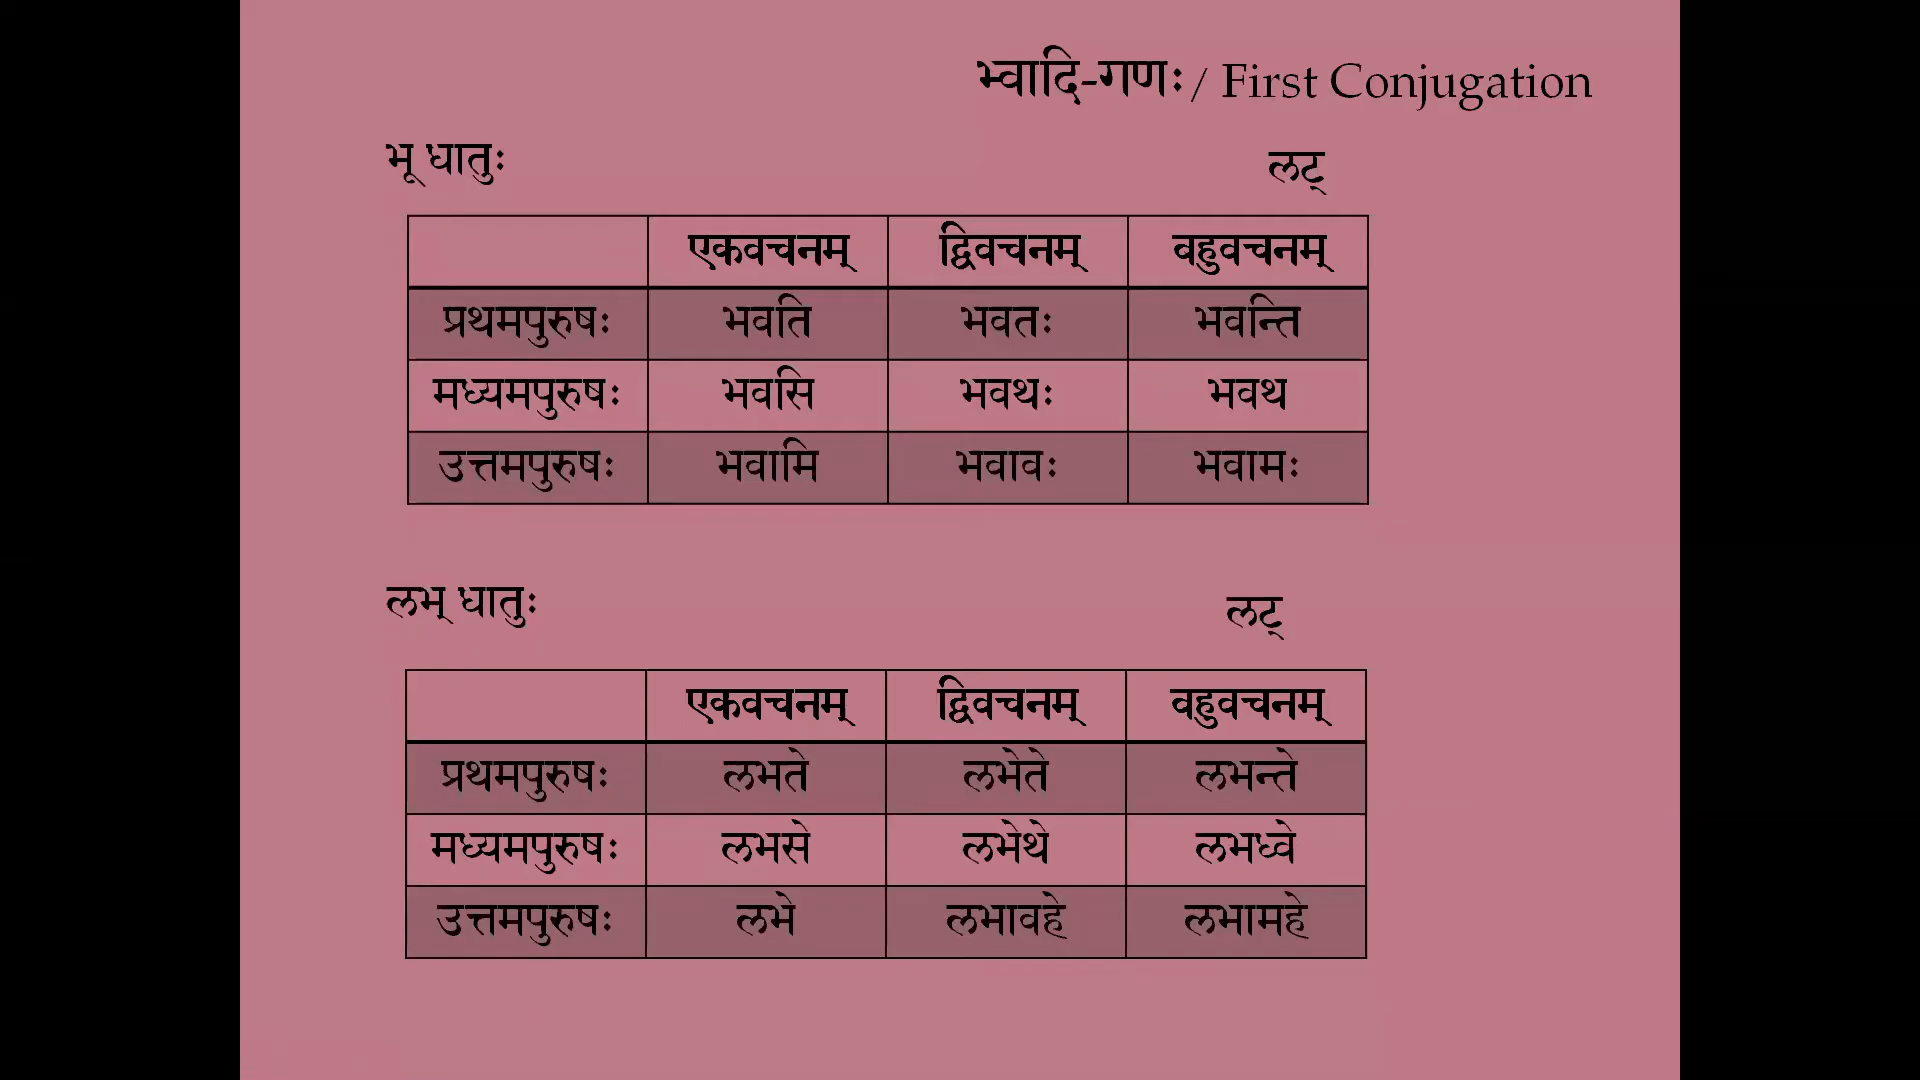 भ्वादि-गणः / First Conjugation
भू धातुः लट्
एकवचनम् द्विवचनम् वहुवचनम्
प्रथमपुरुषः भवति भवतः भवन्ति
मध्यमपुरुषः भवसि भवथः भवथ
उत्तमपुरुषः भवामि भवावः भवामः
लभ् धातुः लट्
एकवचनम् द्विवचनम् वहुवचनम्
प्रथमपुरुषः लभते लभेते लभन्ते
मध्यमपुरुषः लभसे लभेथे लभध्वे
उत्तमपुरुषः लभे लभावहे लभामहे